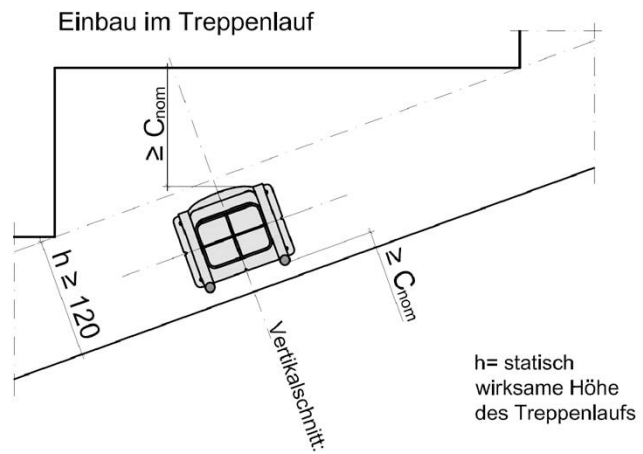 Einbau im Treppenlauf
≥ Cnom
h ≥ 120
≥ Cnom
Vertikalschnitt:
h= statisch
wirksame Höhe
des Treppenlaufs